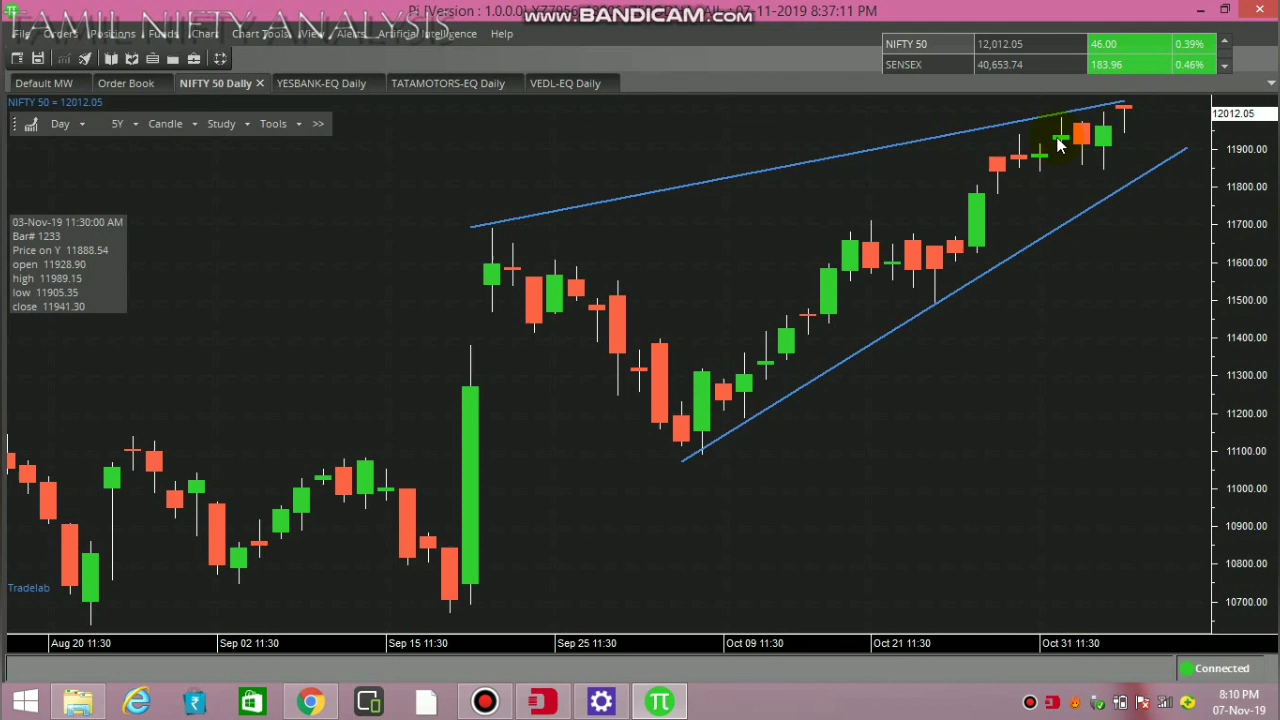 Pi [Version : 1.0.0.0]
07-11-2019 8:37:11 PM
www.BANDICAM.com
TAMIL NIFTY ANALYSIS
File Orders Positions Funds Chart Chart Tools View Alerts Artificial Intelligence Help
NIFTY 50 12,012.05 46.00 0.39%
SENSEX 40,653.74 183.96 0.46%
Default MW Order Book NIFTY 50 Daily YESBANK-EQ Daily TATAMOTORS-EQ Daily VEDL-EQ Daily
NIFTY 50 = 12012.05
Day 5Y Candle Study Tools >>
03-Nov-19 11:30:00 AM
Bar# 1233
Price on Y 11888.54
open 11928.90
high 11989.15
low 11905.35
close 11941.30
12012.05
11900.00
11800.00
11700.00
11600.00
11500.00
11400.00
11300.00
11200.00
11100.00
11000.00
10900.00
10800.00
10700.00
Tradelab
Aug 20 11:30 Sep 02 11:30 Sep 15 11:30 Sep 25 11:30 Oct 09 11:30 Oct 21 11:30 Oct 31 11:30
Connected
8:10 PM
07-Nov-19